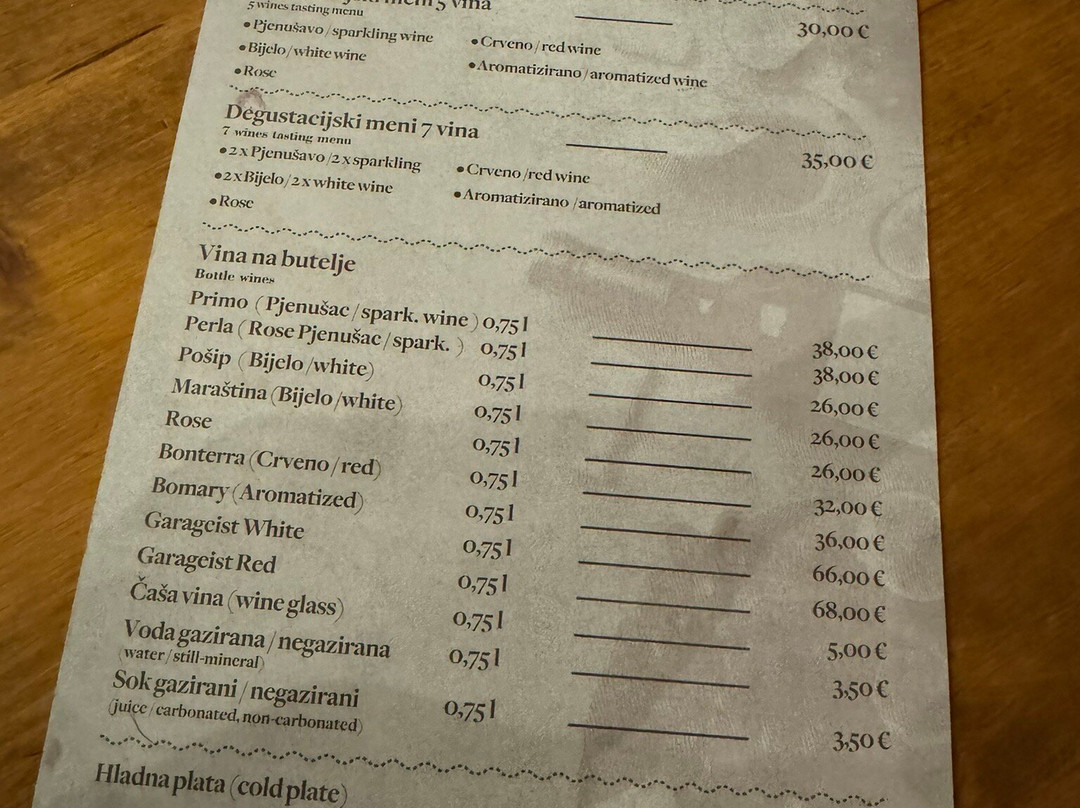 meni 5 vina
5 wines tasting menu 30,00 €
• Pjenušavo/sparkling wine • Crveno/red wine
• Bijelo/white wine • Aromatizirano/aromatized wine
• Rose
Degustacijski meni 7 vina
7 wines tasting menu 35,00 €
• 2x Pjenušavo/2x sparkling • Crveno/red wine
• 2x Bijelo/2x white wine • Aromatizirano /aromatized
• Rose
Vina na butelje
Bottle wines
Primo (Pjenušac/spark. wine) 0,75 l 38,00 €
Perla (Rose Pjenušac/spark. ) 0,75 l 38,00 €
Pošip (Bijelo/white) 0,75 l 26,00 €
Maraština (Bijelo/white) 0,75 l 26,00 €
Rose 0,75 l 26,00 €
Bonterra (Crveno/red) 0,75 l 32,00 €
Bomary (Aromatized) 0,75 l 36,00 €
Garageist White 0,75 l 66,00 €
Garageist Red 0,75 l 68,00 €
Čaša vina (wine glass) 0,75 l 5,00 €
Voda gazirana/negazirana 0,75 l 3,50 €
(water/still-mineral)
Sok gazirani/negazirani 0,75 l 3,50 €
(juice/carbonated, non-carbonated)
Hladna plata (cold plate)